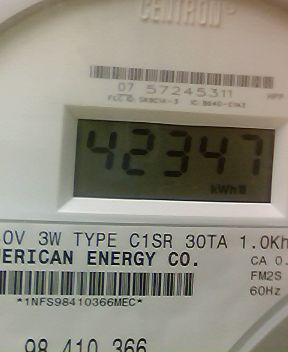 CENTRON
07 57245311
42347
kWh
0V 3W TYPE C1SR 30TA 1.0Kh
ERICAN ENERGY CO.
CA 0.
FM2S
60Hz
*1NFS98410366MEC*
98 410 366